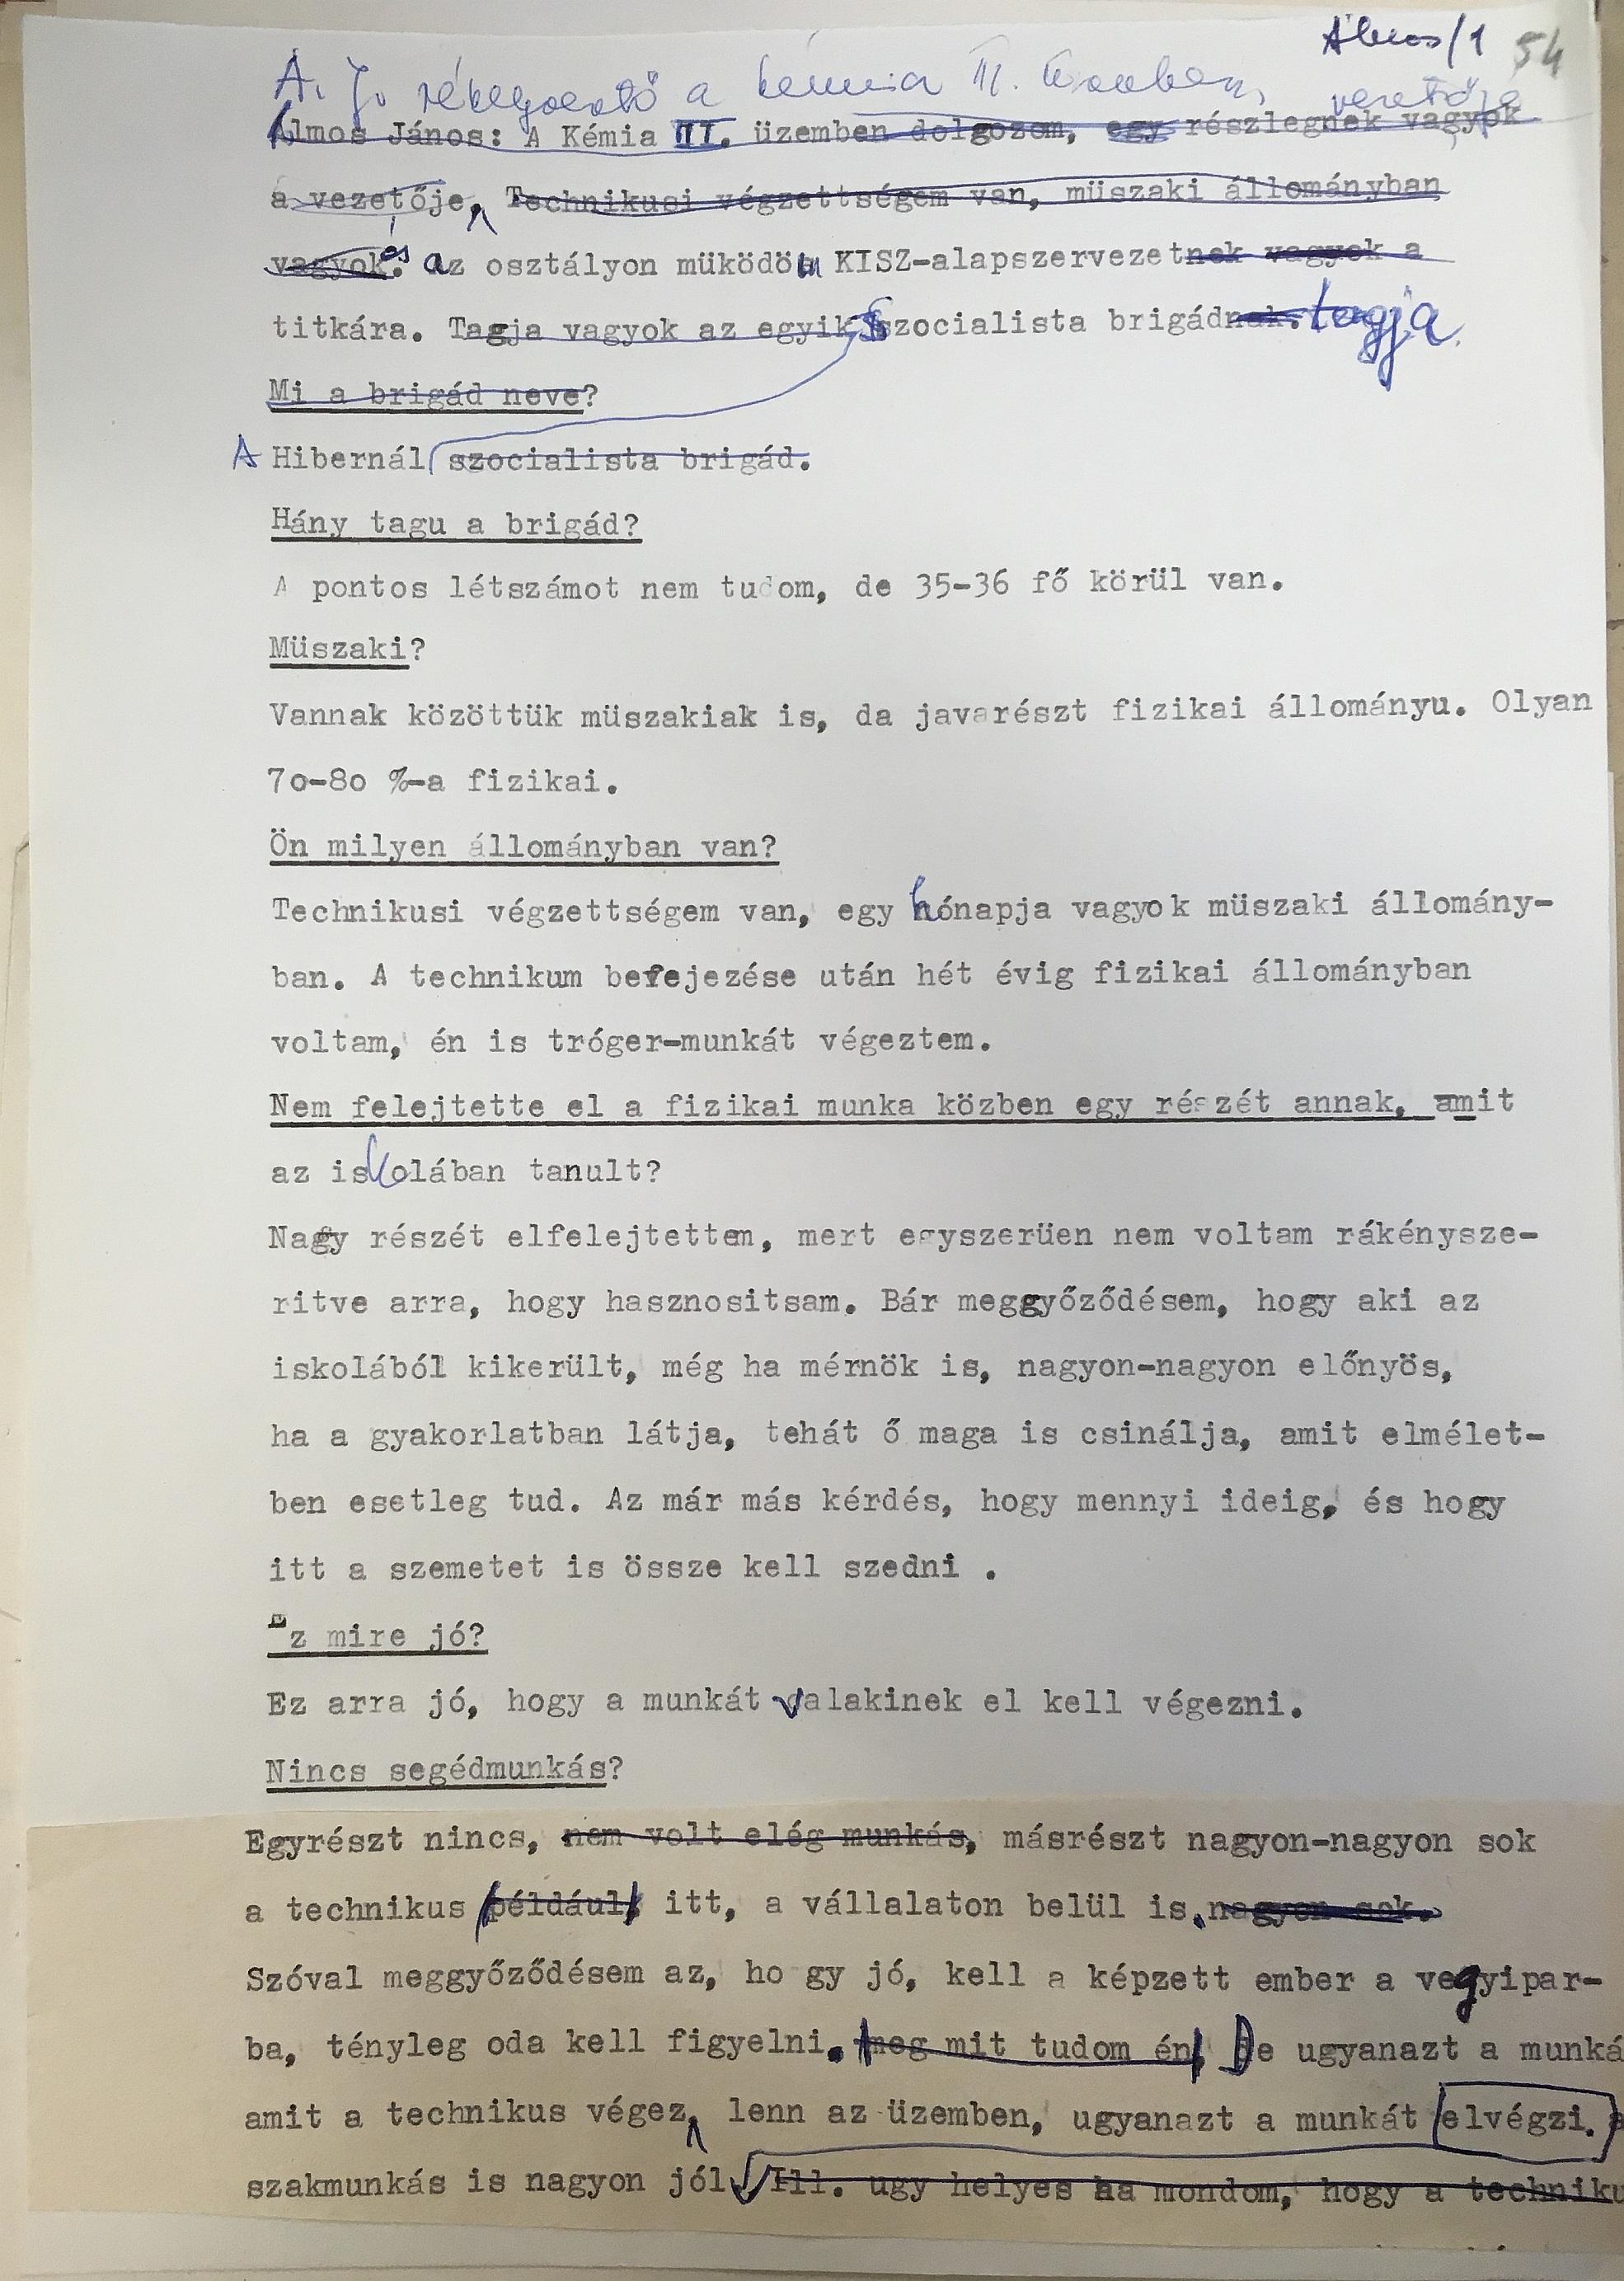 Álmos/1 54
A. J. a kémia III. üzemben, vezetője
Álmos János: A Kémia III. üzemben dolgozom, egy részlegnek vagyok
a vezetője, Technikusi végzettségem van, müszaki állományban
vagyok. és az osztályon müködő KISZ-alapszervezetnek vagyok a
titkára. Tagja vagyok az egyik szocialista brigádnak. tagja.
Mi a brigád neve?
A Hibernál szocialista brigád.
Hány tagu a brigád?
A pontos létszámot nem tudom, de 35-36 fő körül van.
Müszaki?
Vannak közöttük müszakiak is, da javarészt fizikai állományu. Olyan
7o-8o %-a fizikai.
Ön milyen állományban van?
Technikusi végzettségem van, egy hónapja vagyok müszaki állomány-
ban. A technikum befejezése után hét évig fizikai állományban
voltam, én is tróger-munkát végeztem.
Nem felejtette el a fizikai munka közben egy részét annak, amit
az iskolában tanult?
Nagy részét elfelejtettem, mert egyszerüen nem voltam rákénysze-
ritve arra, hogy hasznositsam. Bár meggyőződésem, hogy aki az
iskolából kikerült, még ha mérnök is, nagyon-nagyon előnyös,
ha a gyakorlatban látja, tehát ő maga is csinálja, amit elmélet-
ben esetleg tud. Az már más kérdés, hogy mennyi ideig, és hogy
itt a szemetet is össze kell szedni .
Ez mire jó?
Ez arra jó, hogy a munkát valakinek el kell végezni.
Nincs segédmunkás?
Egyrészt nincs, nem volt elég munkás, másrészt nagyon-nagyon sok
a technikus például, itt, a vállalaton belül is, nagyon sok.
Szóval meggyőződésem az, ho gy jó, kell a képzett ember a vegyipar-
ba, tényleg oda kell figyelni. meg mit tudom én, De ugyanazt a munká
amit a technikus végez, lenn az üzemben, ugyanazt a munkát elvégzi. a
szakmunkás is nagyon jól. Ill. ugy helyes ha mondom, hogy a techniku